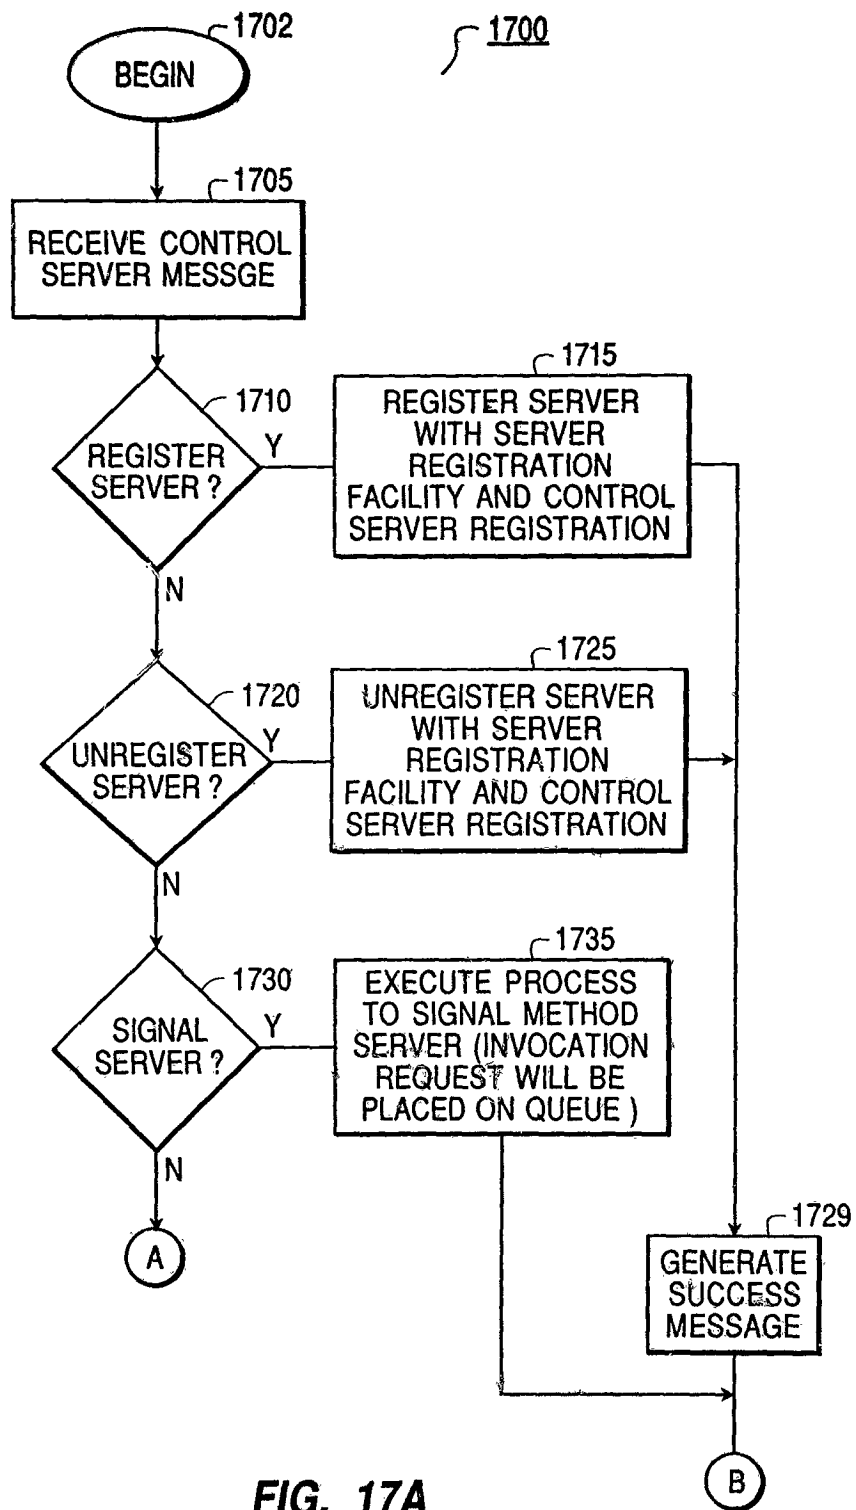 1702
1700
BEGIN
1705
RECEIVE CONTROL
SERVER MESSGE
1710
REGISTER
SERVER ?
Y
N
1715
REGISTER SERVER
WITH SERVER
REGISTRATION
FACILITY AND CONTROL
SERVER REGISTRATION
1720
UNREGISTER
SERVER ?
Y
N
1725
UNREGISTER SERVER
WITH SERVER
REGISTRATION
FACILITY AND CONTROL
SERVER REGISTRATION
1730
SIGNAL
SERVER ?
Y
N
1735
EXECUTE PROCESS
TO SIGNAL METHOD
SERVER (INVOCATION
REQUEST WILL BE
PLACED ON QUEUE )
A
1729
GENERATE
SUCCESS
MESSAGE
B
FIG. 17A